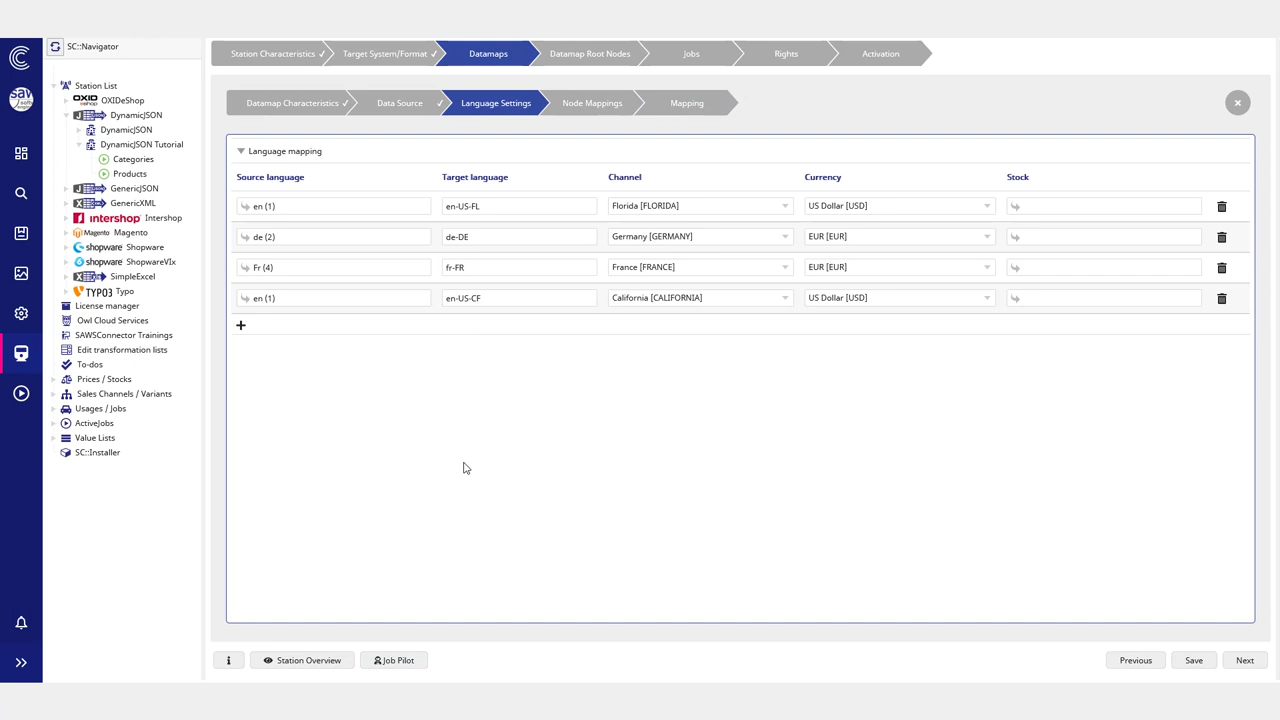 SC::Navigator
Station Characteristics
Target System/Format
Datamaps
Datamap Root Nodes
Jobs
Rights
Activation
Station List
OXID eshop OXIDeShop
DynamicJSON
DynamicJSON
DynamicJSON Tutorial
Categories
Products
GenericJSON
GenericXML
intershop Intershop
Magento Magento
shopware Shopware
shopware ShopwareVIx
SimpleExcel
TYPO3 Typo
License manager
Owl Cloud Services
SAWSConnector Trainings
Edit transformation lists
To-dos
Prices / Stocks
Sales Channels / Variants
Usages / Jobs
ActiveJobs
Value Lists
SC::Installer
Datamap Characteristics
Data Source
Language Settings
Node Mappings
Mapping
Language mapping
Source language Target language Channel Currency Stock
en (1) en-US-FL Florida [FLORIDA] US Dollar [USD]
de (2) de-DE Germany [GERMANY] EUR [EUR]
Fr (4) fr-FR France [FRANCE] EUR [EUR]
en (1) en-US-CF California [CALIFORNIA] US Dollar [USD]
Station Overview
Job Pilot
Previous
Save
Next